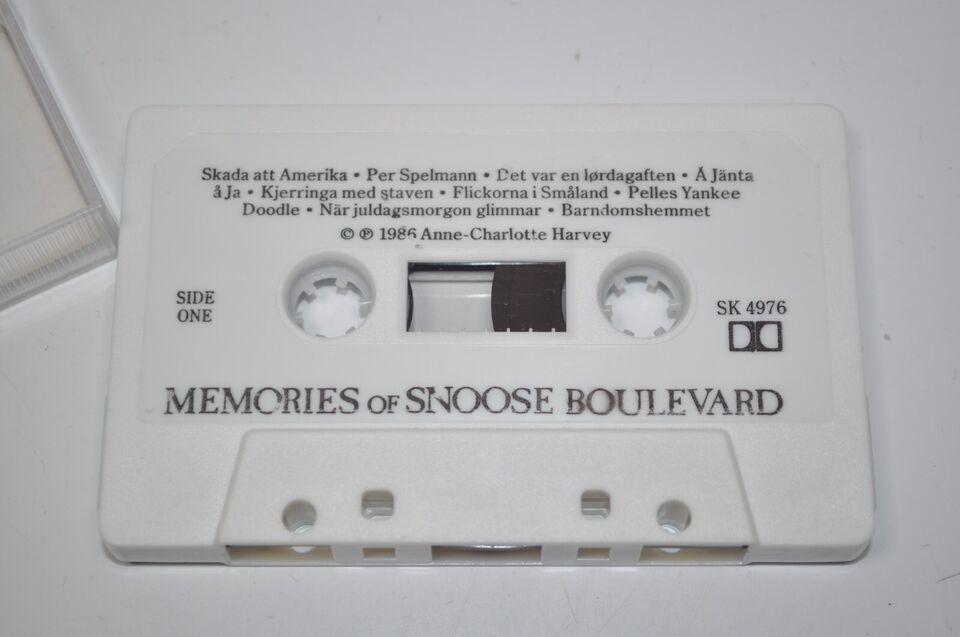 Skada att Amerika • Per Spelmann • Det var en lørdagaften • Å Jänta
å Ja • Kjerringa med staven • Flickorna i Småland • Pelles Yankee
Doodle • När juldagsmorgon glimmar • Barndomshemmet
© ℗ 1986 Anne-Charlotte Harvey
SIDE
ONE
SK 4976
MEMORIES OF SNOOSE BOULEVARD